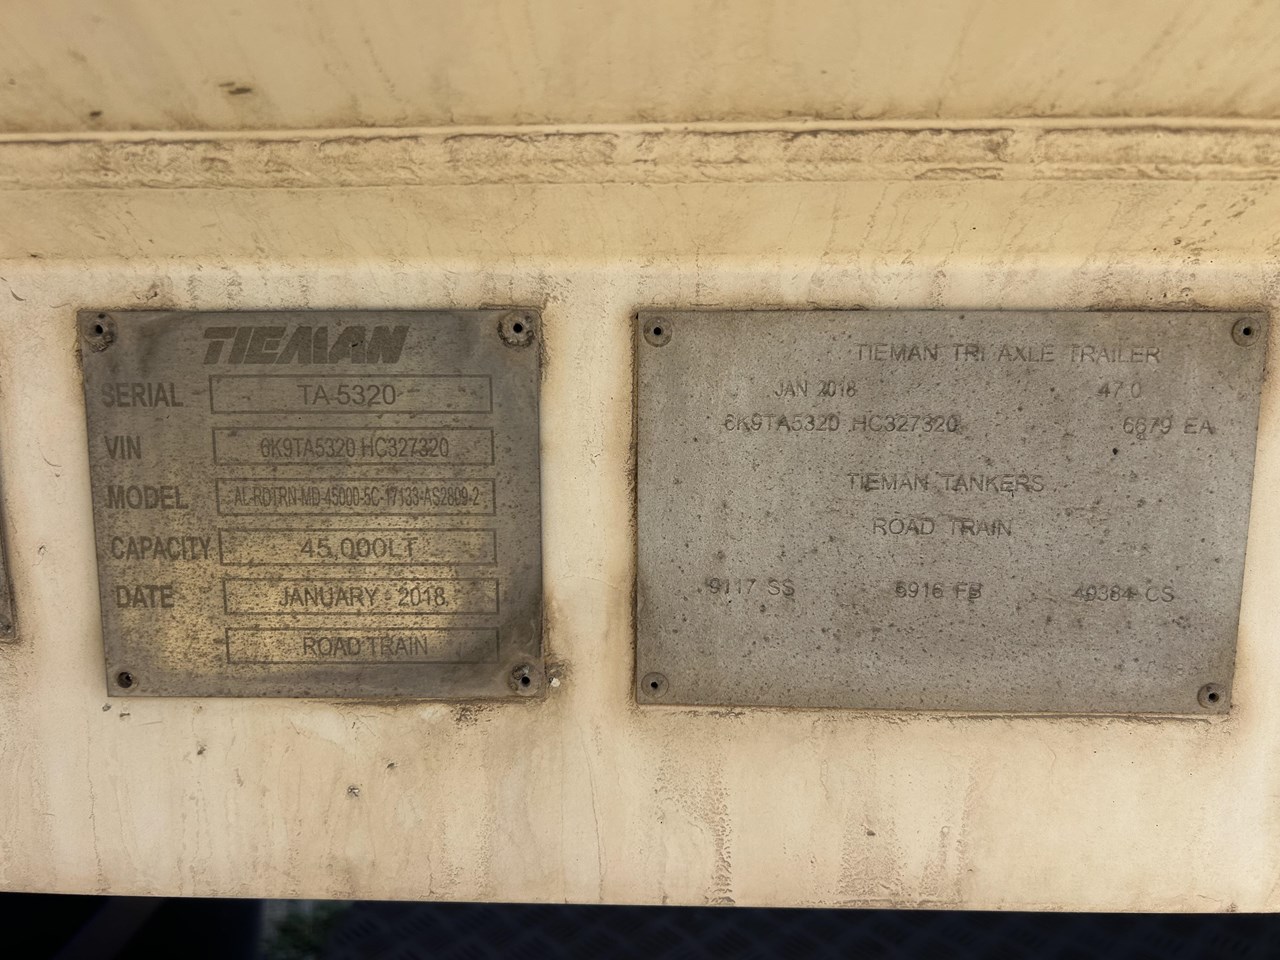 TIEMAN
SERIAL TA 5320
VIN 6K9TA5320 HC327320
MODEL AL-RDTRN-MD-45000-5C-17133-AS2809-2
CAPACITY 45,000LT
DATE JANUARY - 2018
ROAD TRAIN
TIEMAN TRI AXLE TRAILER
JAN 2018 47.0
6K9TA5320 HC327320 6679 EA
TIEMAN TANKERS
ROAD TRAIN
9117 SS 5916 FB 49384 CS